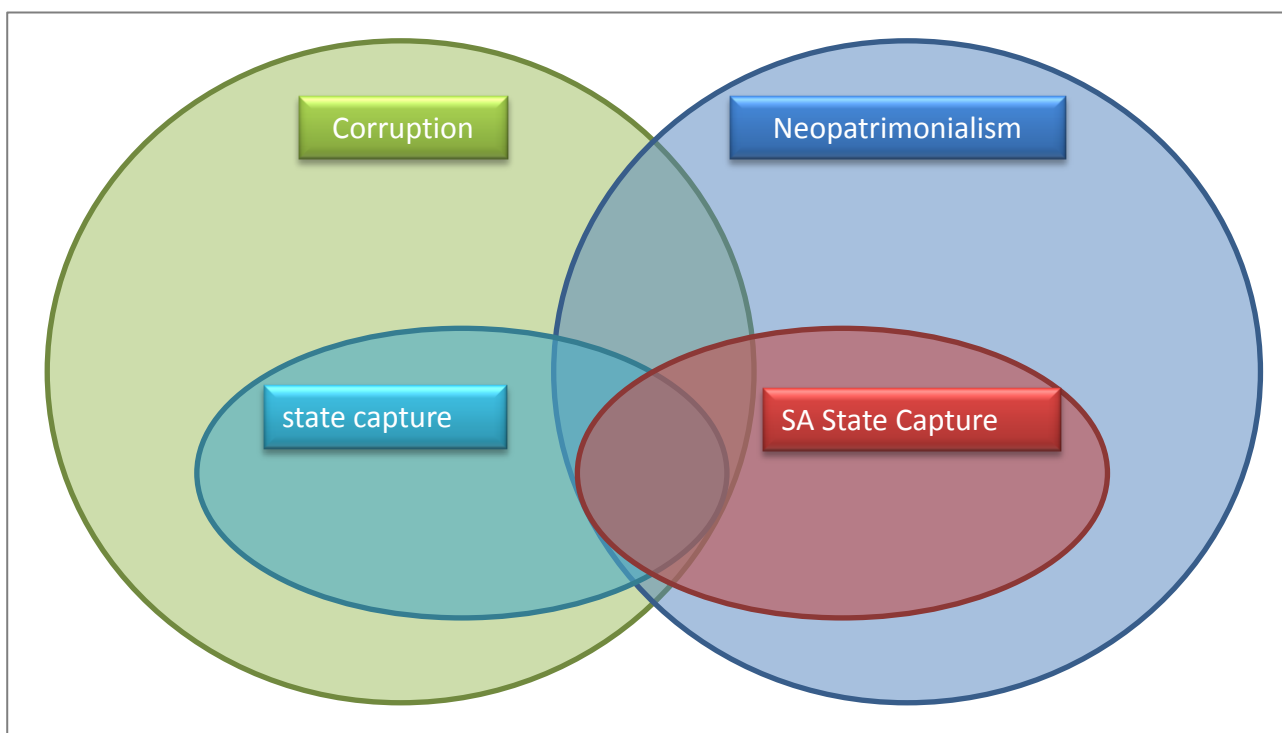 Corruption
Neopatrimonialism
state capture
SA State Capture